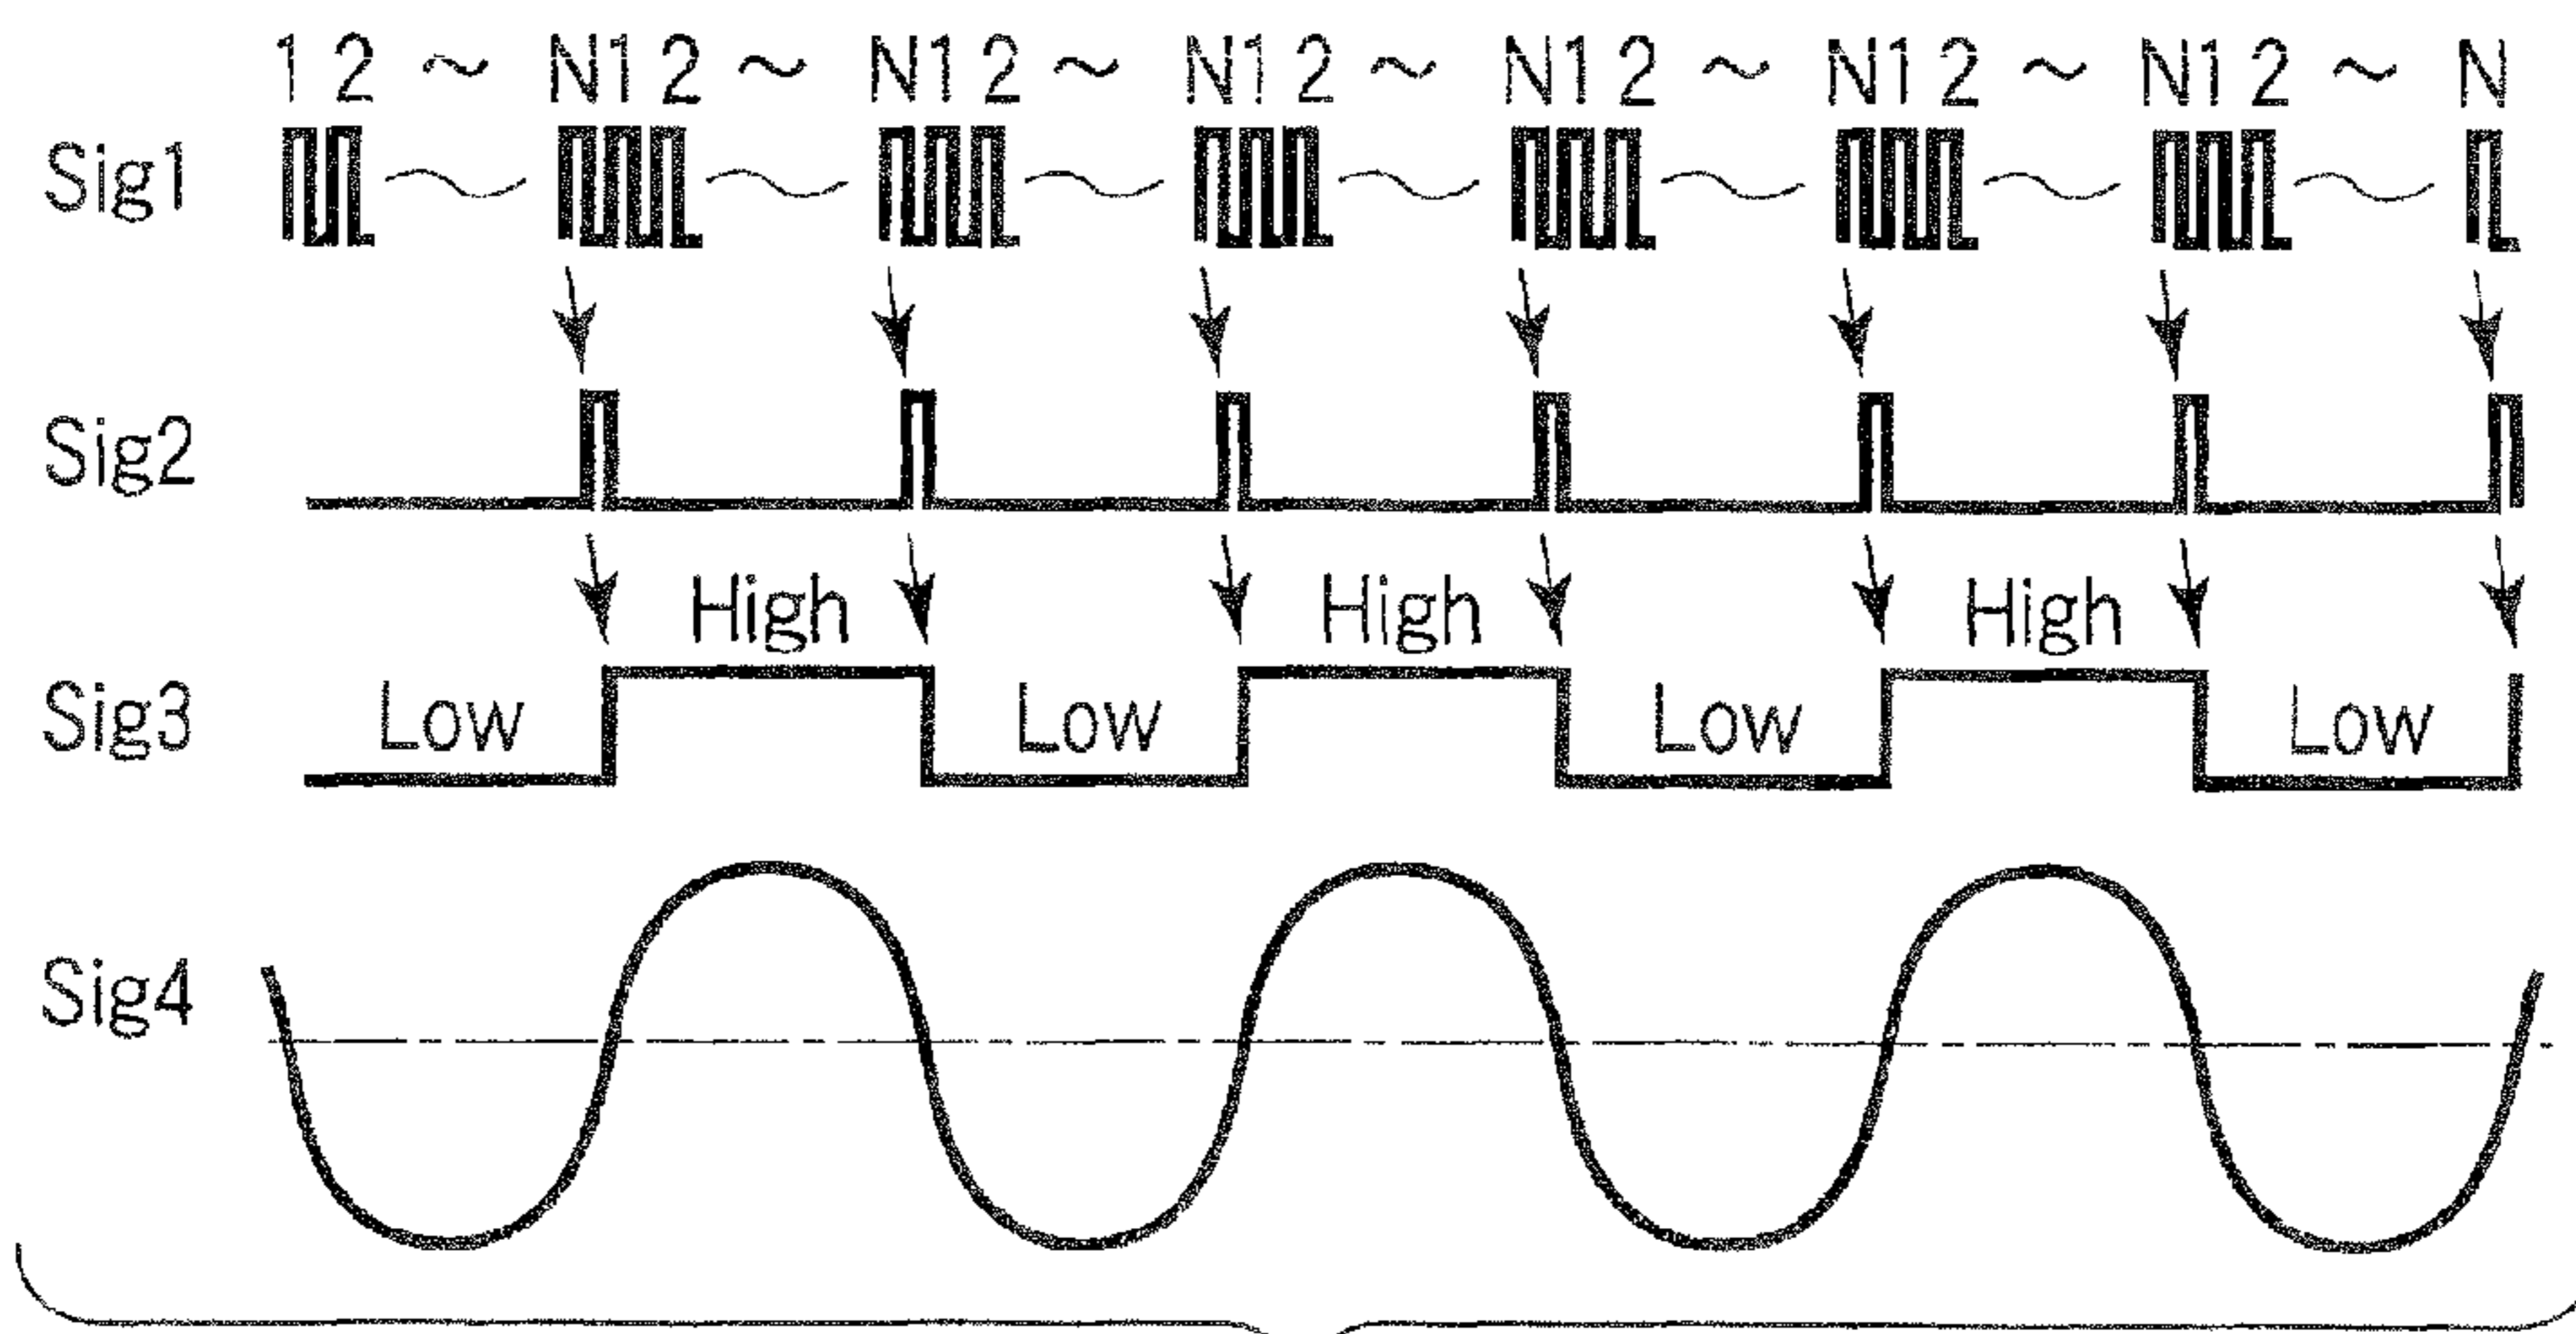 1 2 ~ N1 2 ~ N1 2 ~ N1 2 ~ N1 2 ~ N1 2 ~ N1 2 ~ N
Sig1
Sig2
High High High
Sig3 Low Low Low Low
Sig4